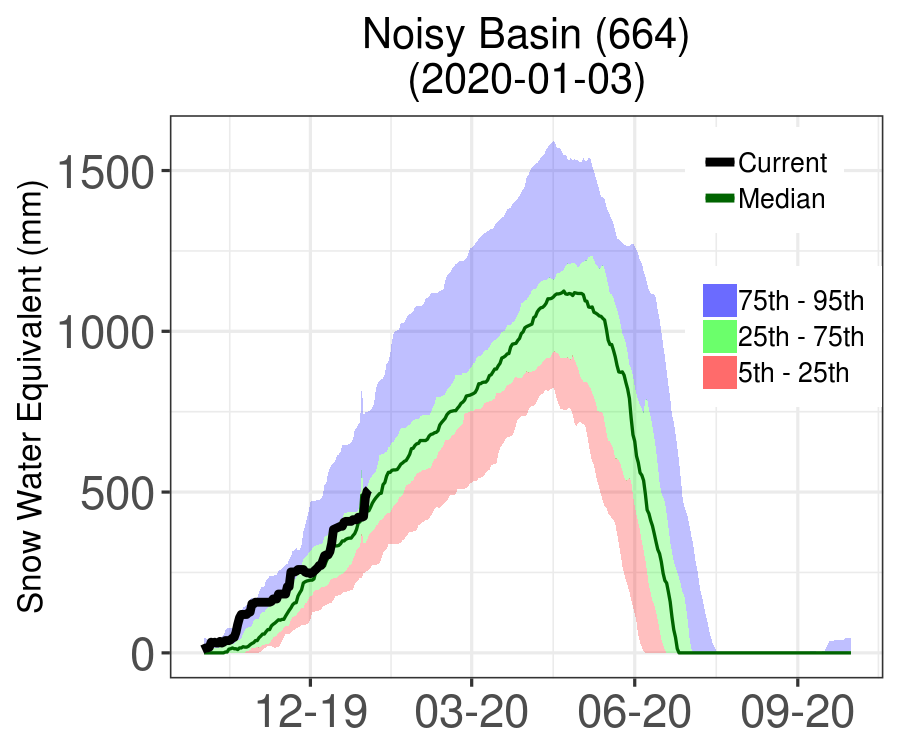 Noisy Basin (664)
(2020-01-03)
Snow Water Equivalent (mm)
1500
1000
500
0
12-19 03-20 06-20 09-20
Current
Median
75th - 95th
25th - 75th
5th - 25th